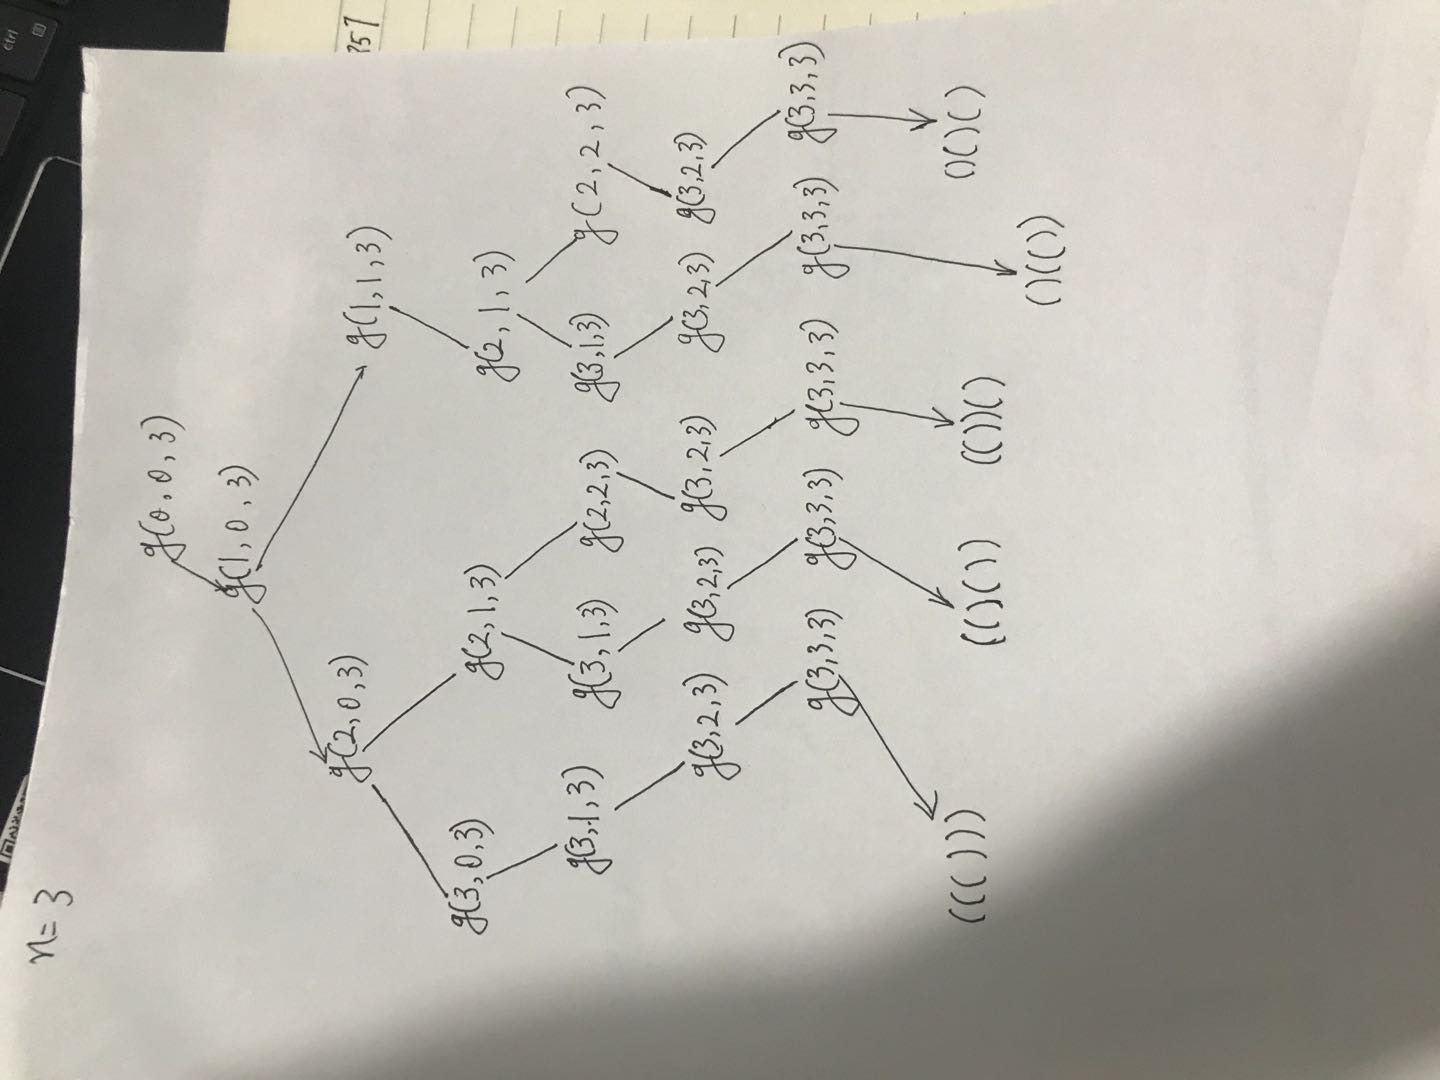 n=3
g(0,0,3)
g(1,0,3)
g(2,0,3) g(1,1,3)
g(3,0,3) g(2,1,3) g(2,1,3)
g(3,1,3) g(3,1,3) g(2,2,3) g(3,1,3) g(2,2,3)
g(3,2,3) g(3,2,3) g(3,2,3) g(3,2,3) g(3,2,3)
g(3,3,3) g(3,3,3) g(3,3,3) g(3,3,3) g(3,3,3)
((())) (()()) (())() ()()()
()(())
ctrl